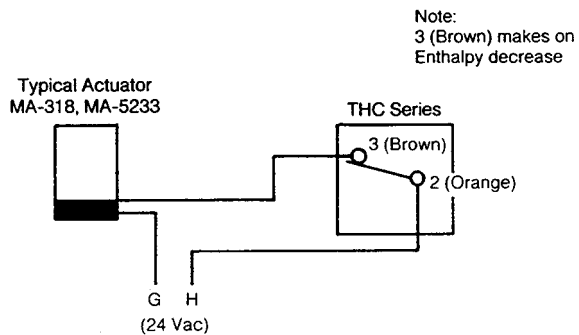 Note:
3 (Brown) makes on
Enthalpy decrease
Typical Actuator
MA-318, MA-5233
THC Series
3 (Brown)
2 (Orange)
G H
(24 Vac)